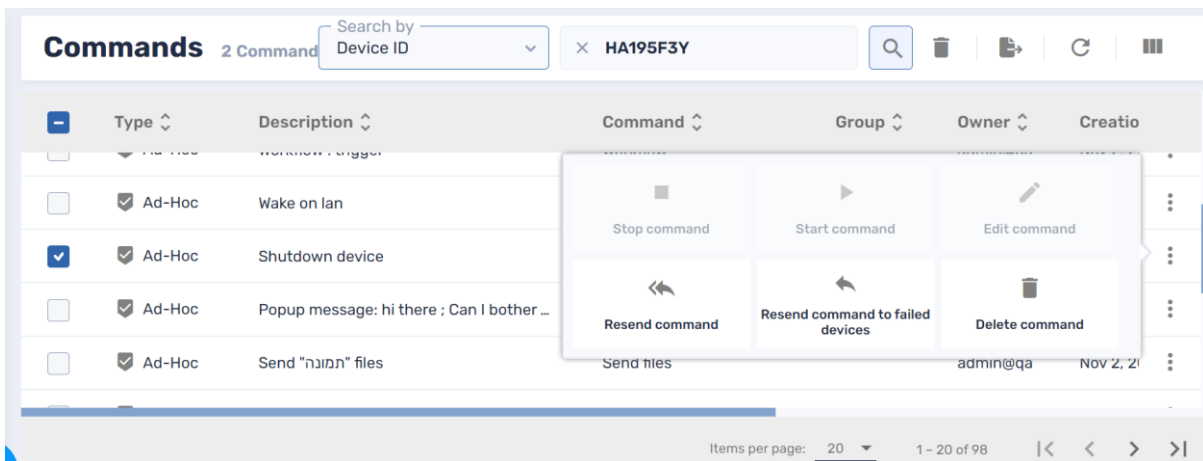 Search by
Commands 2 Command Device ID HA195F3Y
Type Description Command Group Owner Creatio
Ad-Hoc Wake on lan
Stop command Start command Edit command
Ad-Hoc Shutdown device
Ad-Hoc Popup message: hi there ; Can I bother ...
Resend command Resend command to failed devices Delete command
Ad-Hoc Send "תמונה" files Send files admin@qa Nov 2, 2
Items per page: 20 1 – 20 of 98